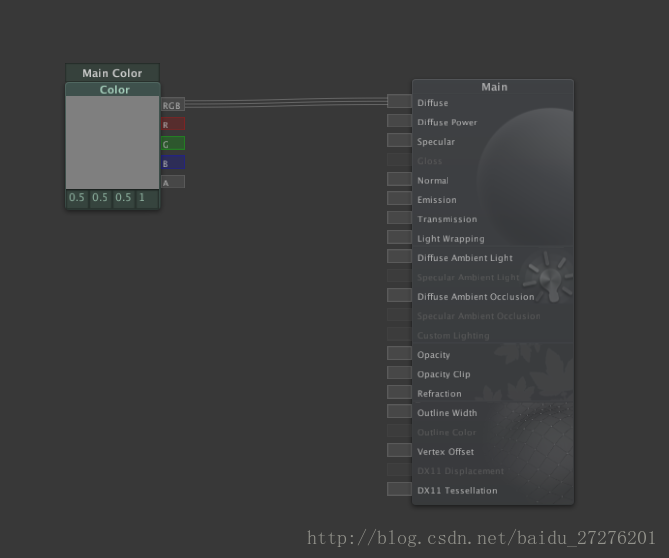 Main Color
Color
RGB
R
G
B
A
0.5 0.5 0.5 1
Main
Diffuse
Diffuse Power
Specular
Gloss
Normal
Emission
Transmission
Light Wrapping
Diffuse Ambient Light
Specular Ambient Light
Diffuse Ambient Occlusion
Specular Ambient Occlusion
Custom Lighting
Opacity
Opacity Clip
Refraction
Outline Width
Outline Color
Vertex Offset
DX11 Displacement
DX11 Tessellation
http://blog.csdn.net/baidu_27276201